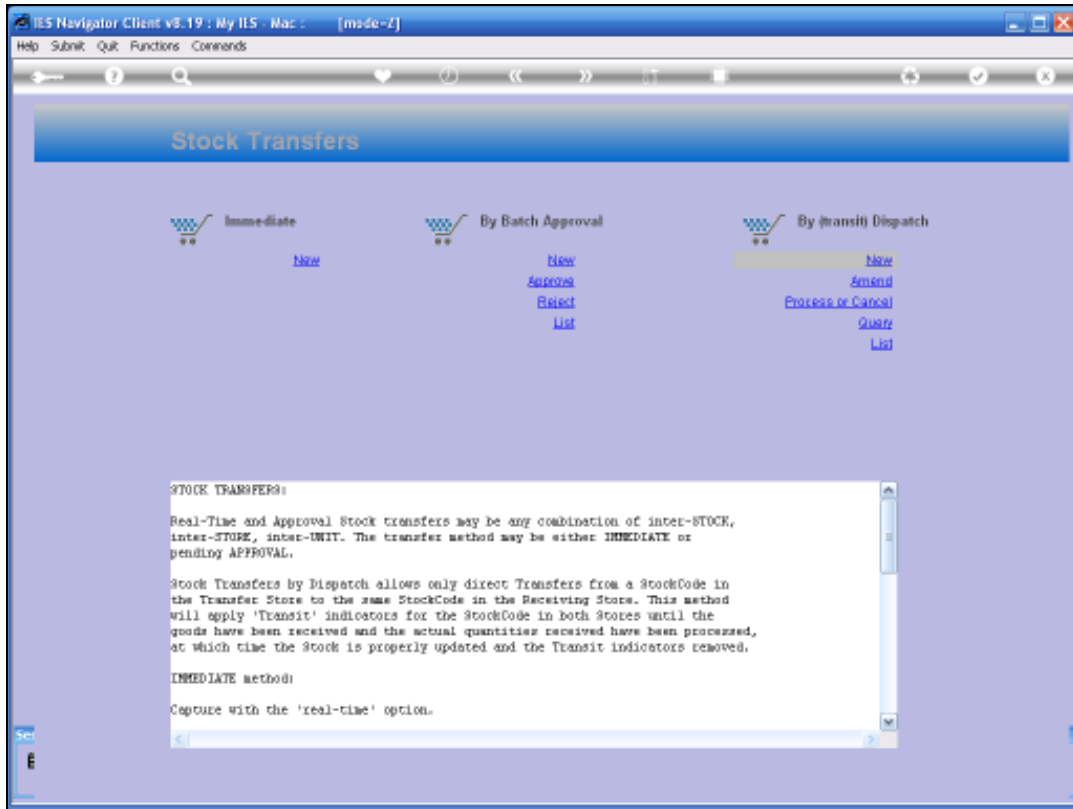 IES Navigator Client v8.19 : My IES - Mac : [mode=Z]
Help Submit Quit Functions Commands
Stock Transfers
Immediate
By Batch Approval
By (transit) Dispatch
New
New
New
Approve
Amend
Reject
Process or Cancel
List
Query
List
STOCK TRANSFERS:
Real-Time and Approval Stock transfers may be any combination of inter-STOCK,
inter-STORE, inter-UNIT. The transfer method may be either IMMEDIATE or
pending APPROVAL.
Stock Transfers by Dispatch allows only direct Transfers from a StockCode in
the Transfer Store to the same StockCode in the Receiving Store. This method
will apply 'Transit' indicators for the StockCode in both Stores until the
goods have been received and the actual quantities received have been processed,
at which time the Stock is properly updated and the Transit indicators removed.
IMMEDIATE method:
Capture with the 'real-time' option.